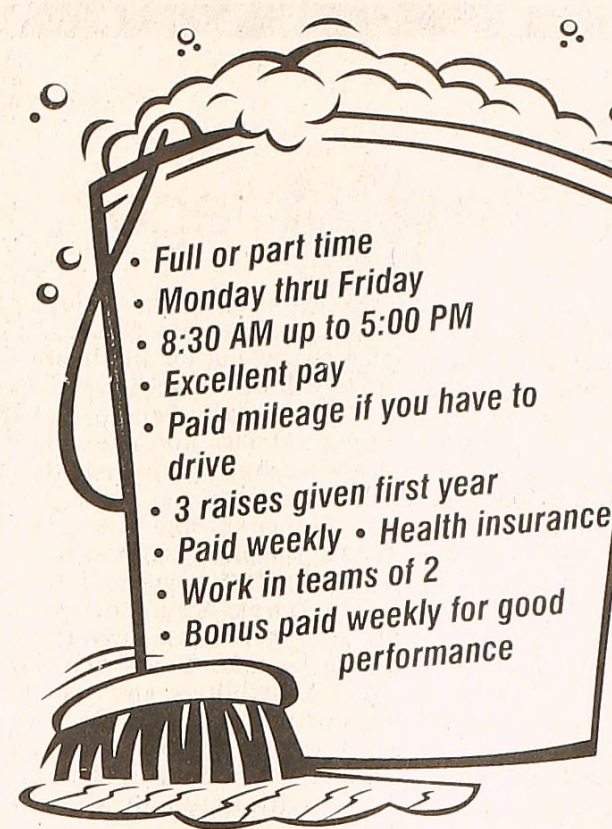 • Full or part time
• Monday thru Friday
• 8:30 AM up to 5:00 PM
• Excellent pay
• Paid mileage if you have to
drive
• 3 raises given first year
• Paid weekly • Health insurance
• Work in teams of 2
• Bonus paid weekly for good
performance